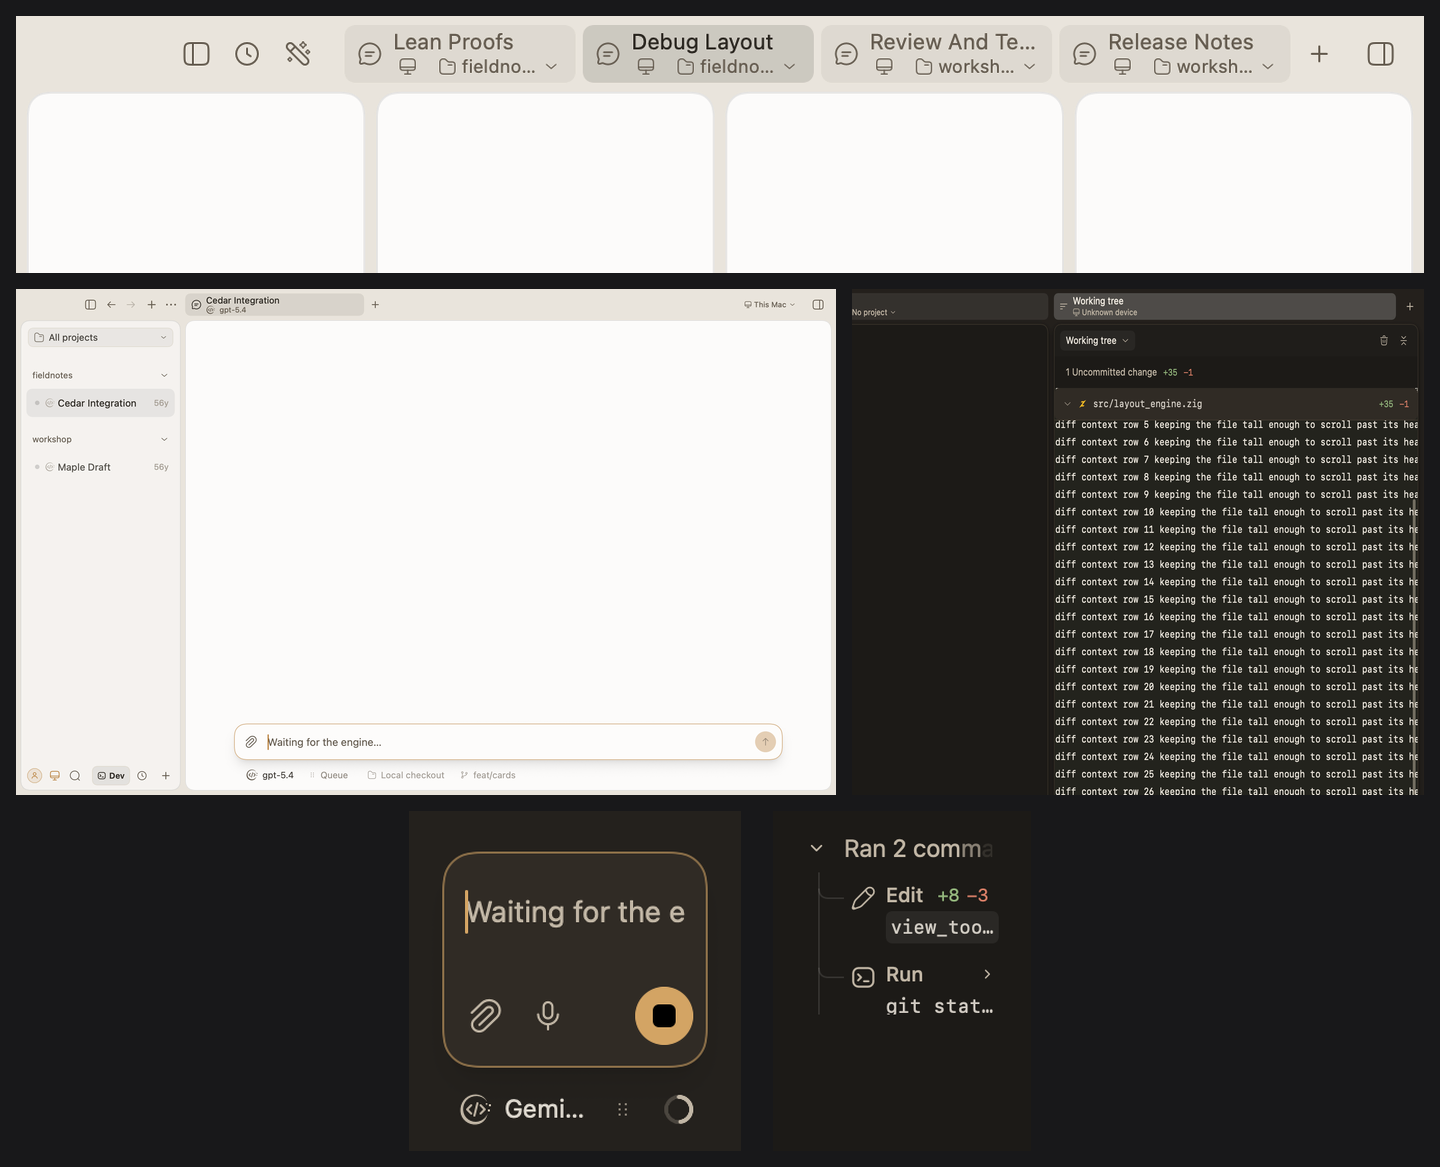 Lean Proofs
fieldno...
Debug Layout
fieldno...
Review And Te...
worksh...
Release Notes
worksh...
Cedar Integration
gpt-5.4
This Mac
All projects
fieldnotes
Cedar Integration 56y
workshop
Maple Draft 56y
Waiting for the engine...
gpt-5.4 Queue Local checkout feat/cards
Dev
No project
Working tree
Unknown device
Working tree
1 Uncommitted change +35 −1
src/layout_engine.zig +35 −1
diff context row 5 keeping the file tall enough to scroll past its hea
diff context row 6 keeping the file tall enough to scroll past its hea
diff context row 7 keeping the file tall enough to scroll past its hea
diff context row 8 keeping the file tall enough to scroll past its hea
diff context row 9 keeping the file tall enough to scroll past its hea
diff context row 10 keeping the file tall enough to scroll past its he
diff context row 11 keeping the file tall enough to scroll past its he
diff context row 12 keeping the file tall enough to scroll past its he
diff context row 13 keeping the file tall enough to scroll past its he
diff context row 14 keeping the file tall enough to scroll past its he
diff context row 15 keeping the file tall enough to scroll past its he
diff context row 16 keeping the file tall enough to scroll past its he
diff context row 17 keeping the file tall enough to scroll past its he
diff context row 18 keeping the file tall enough to scroll past its he
diff context row 19 keeping the file tall enough to scroll past its he
diff context row 20 keeping the file tall enough to scroll past its he
diff context row 21 keeping the file tall enough to scroll past its he
diff context row 22 keeping the file tall enough to scroll past its he
diff context row 23 keeping the file tall enough to scroll past its he
diff context row 24 keeping the file tall enough to scroll past its he
diff context row 25 keeping the file tall enough to scroll past its he
diff context row 26 keeping the file tall enough to scroll past its he
Waiting for the e
Gemi...
Ran 2 comma
Edit +8 −3
view_too...
Run
git stat...